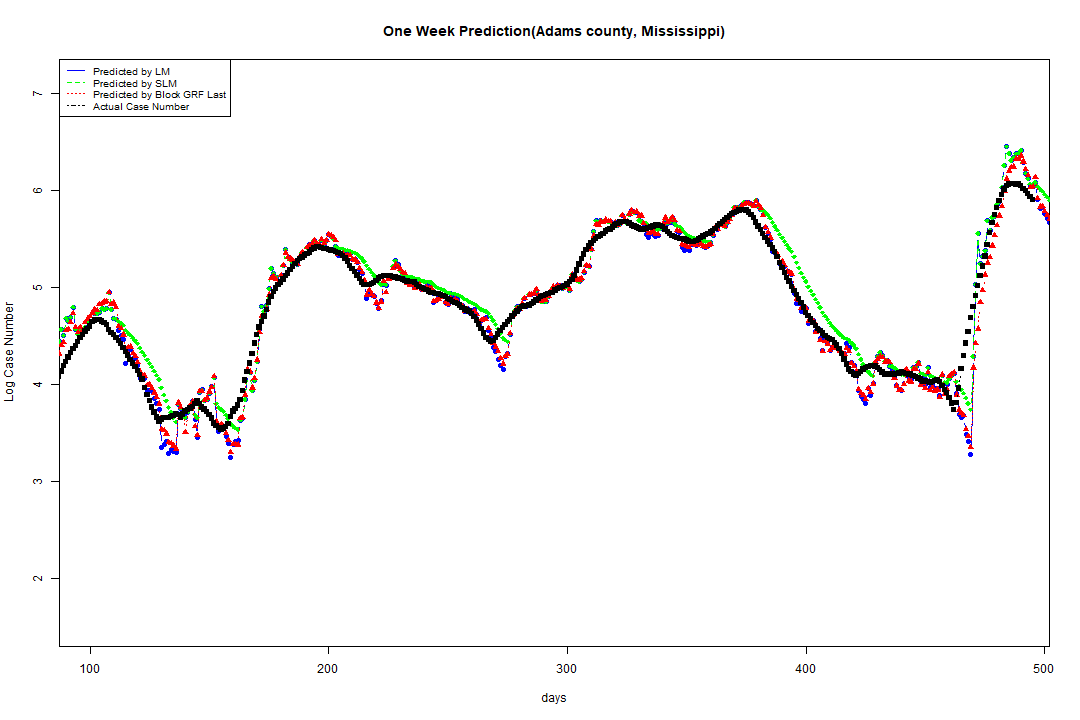 One Week Prediction(Adams county, Mississippi)
Predicted by LM
Predicted by SLM
Predicted by Block GRF Last
Actual Case Number
7
6
5
4
3
2
Log Case Number
100 200 300 400 500
days